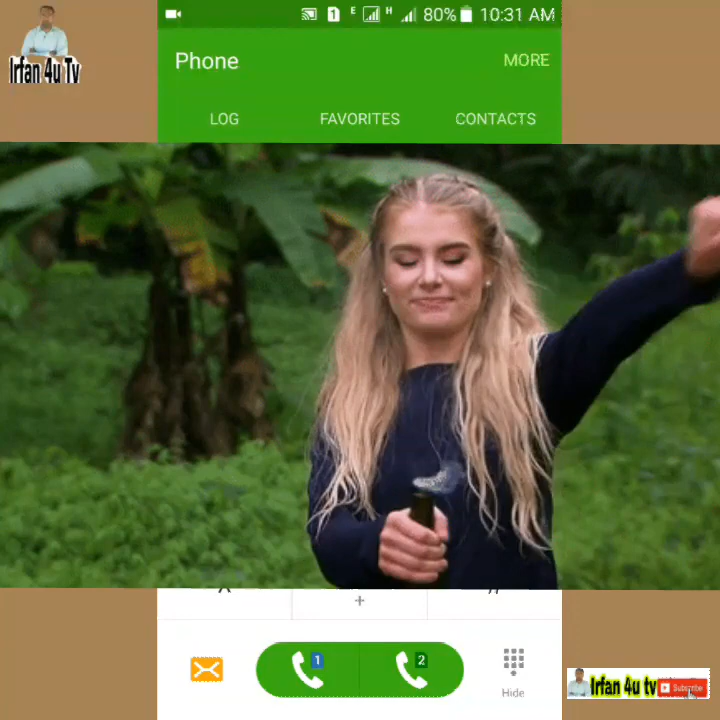 1 E H 80% 10:31 AM
Irfan 4u Tv
Phone
MORE
LOG
FAVORITES
CONTACTS
+
1
2
Hide
Irfan 4u tv
Subscribe